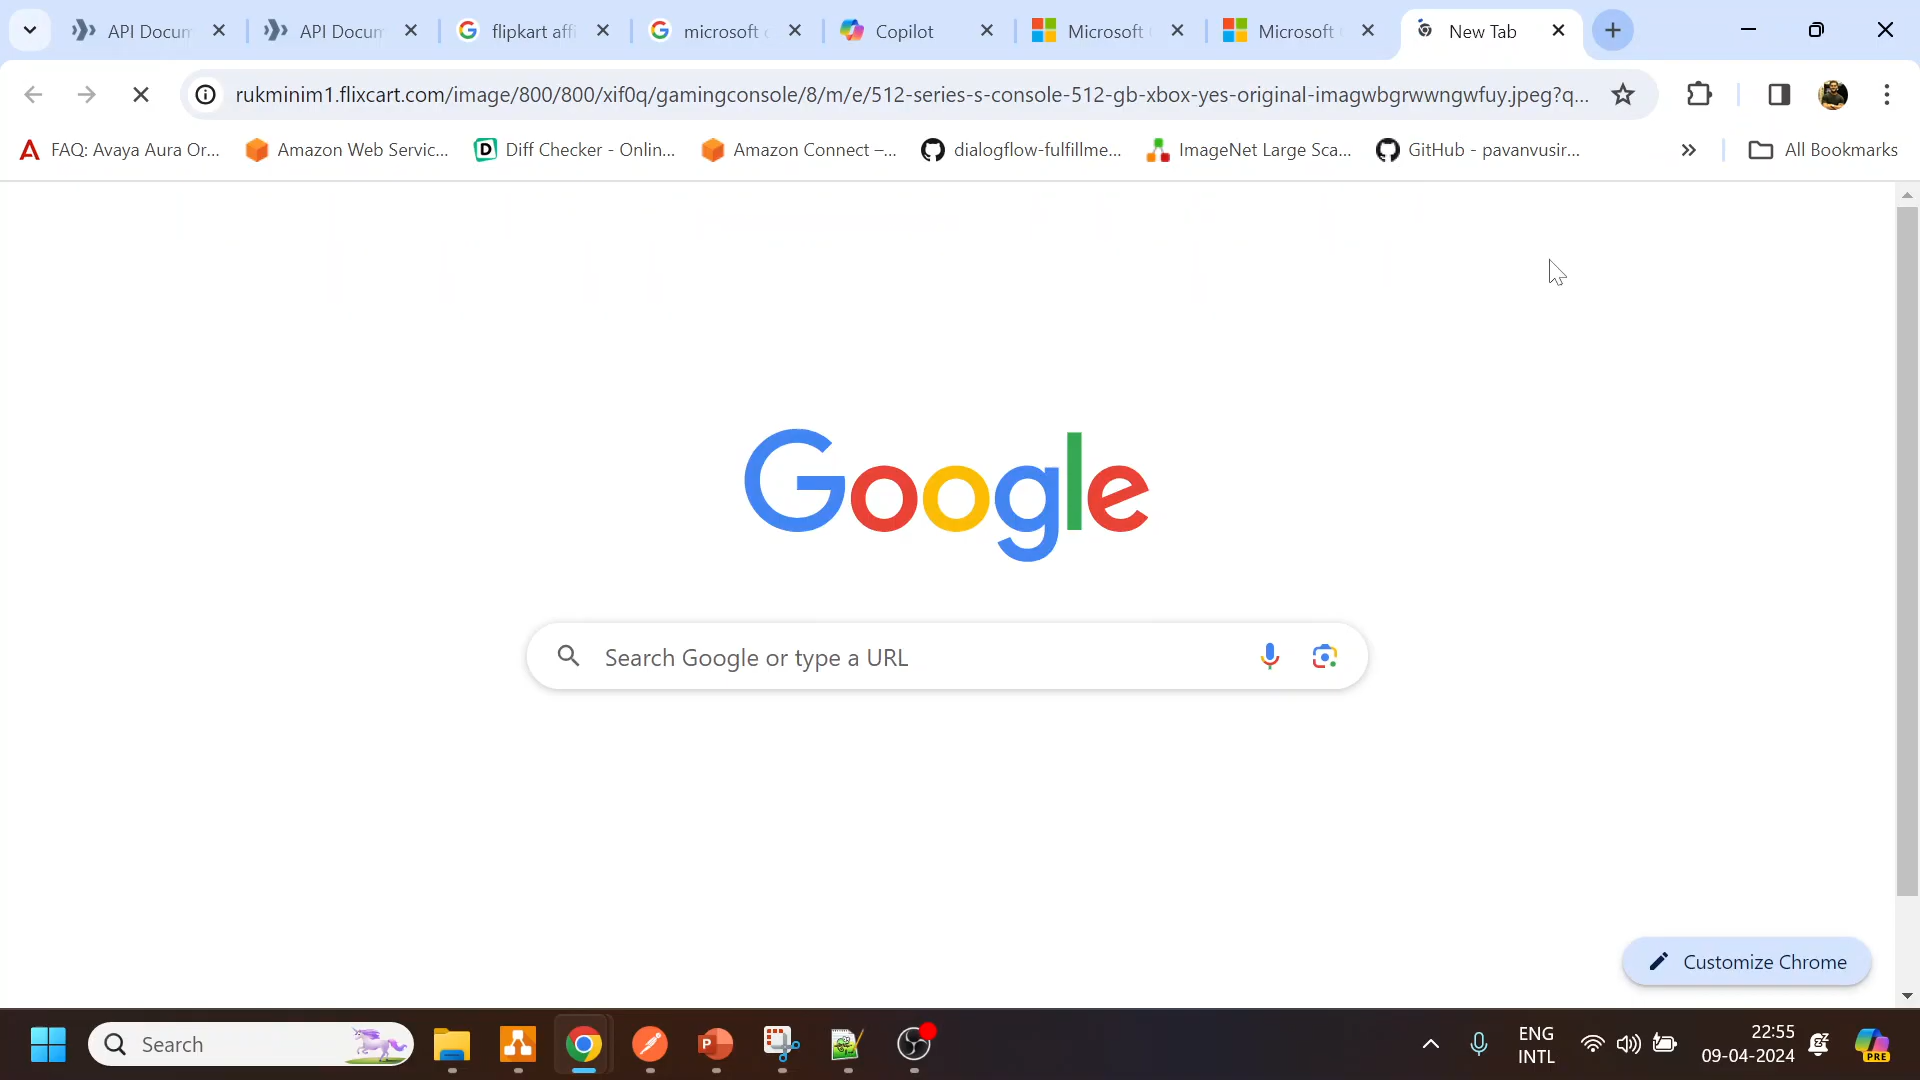 API Docum
API Docum
flipkart affi
microsoft c
Copilot
Microsoft
Microsoft
New Tab
rukminim1.flixcart.com/image/800/800/xif0q/gamingconsole/8/m/e/512-series-s-console-512-gb-xbox-yes-original-imagwbgrwwngwfuy.jpeg?q...
FAQ: Avaya Aura Or...
Amazon Web Servic...
Diff Checker - Onlin...
Amazon Connect –...
dialogflow-fulfillme...
ImageNet Large Sca...
GitHub - pavanvusir...
All Bookmarks
Google
Search Google or type a URL
Customize Chrome
Search
ENG
INTL
22:55
09-04-2024
PRE